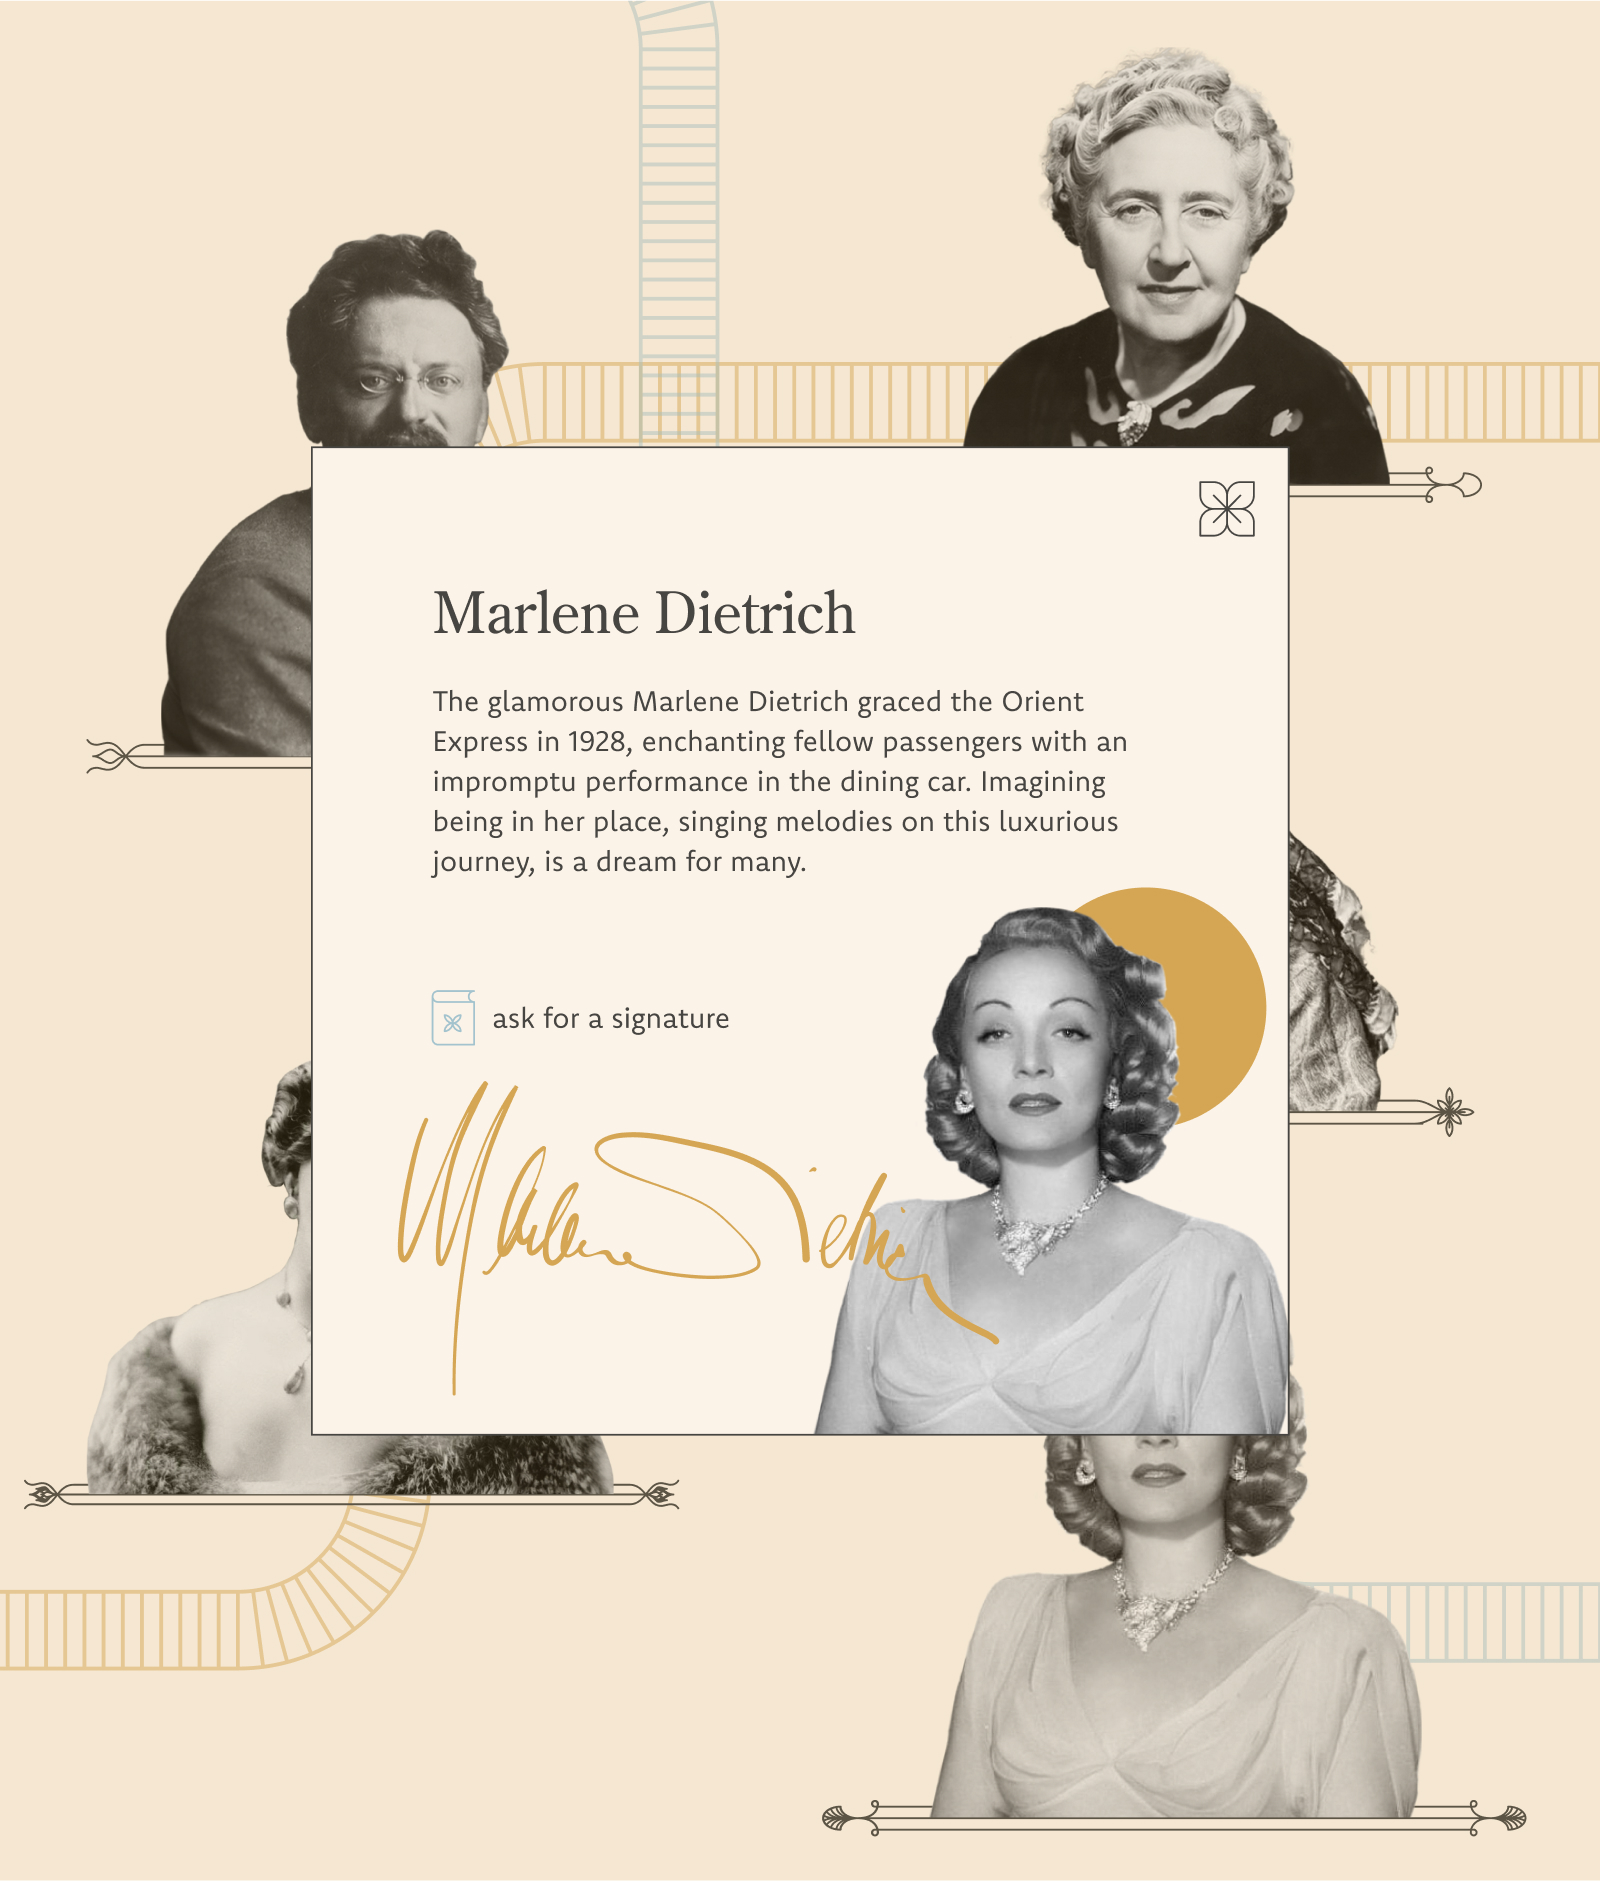 Marlene Dietrich
The glamorous Marlene Dietrich graced the Orient
Express in 1928, enchanting fellow passengers with an
impromptu performance in the dining car. Imagining
being in her place, singing melodies on this luxurious
journey, is a dream for many.
ask for a signature
Marlene Dietrich